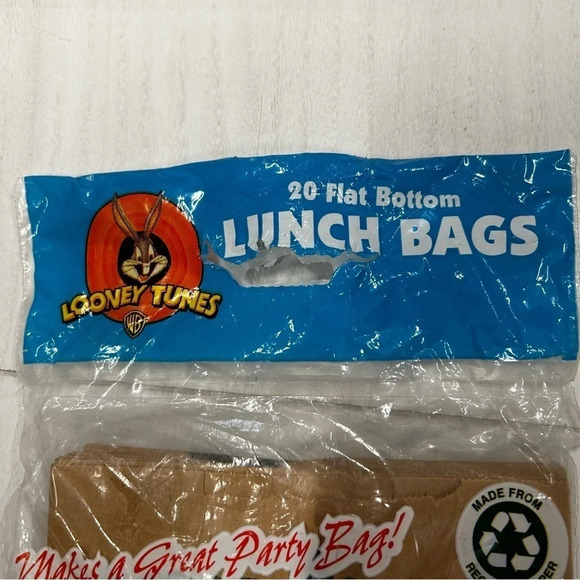 20 Flat Bottom
LUNCH BAGS
LOONEY TUNES
WB
Makes a Great Party Bag!
MADE FROM